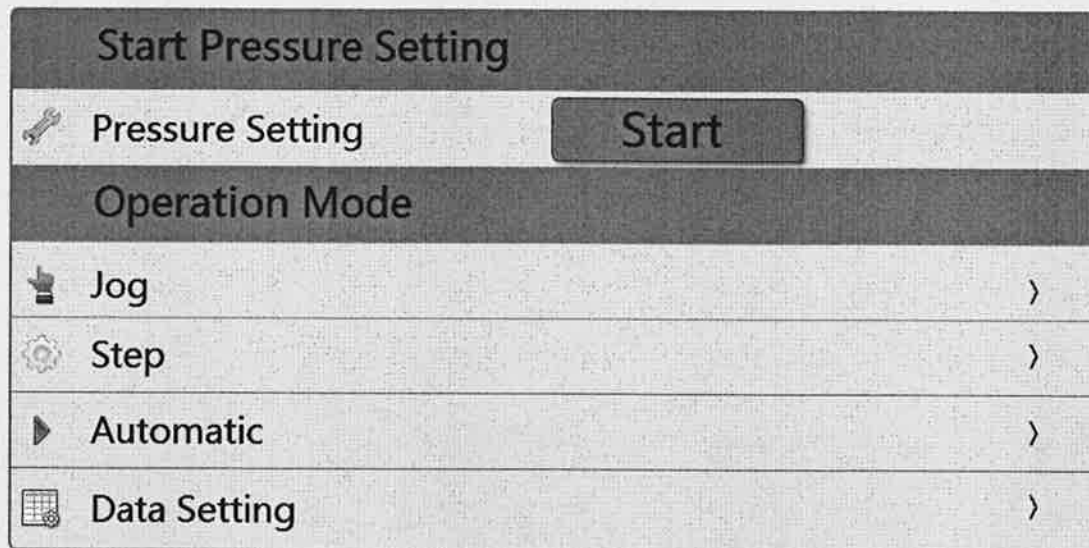 Start Pressure Setting
Pressure Setting Start
Operation Mode
Jog
Step
Automatic
Data Setting